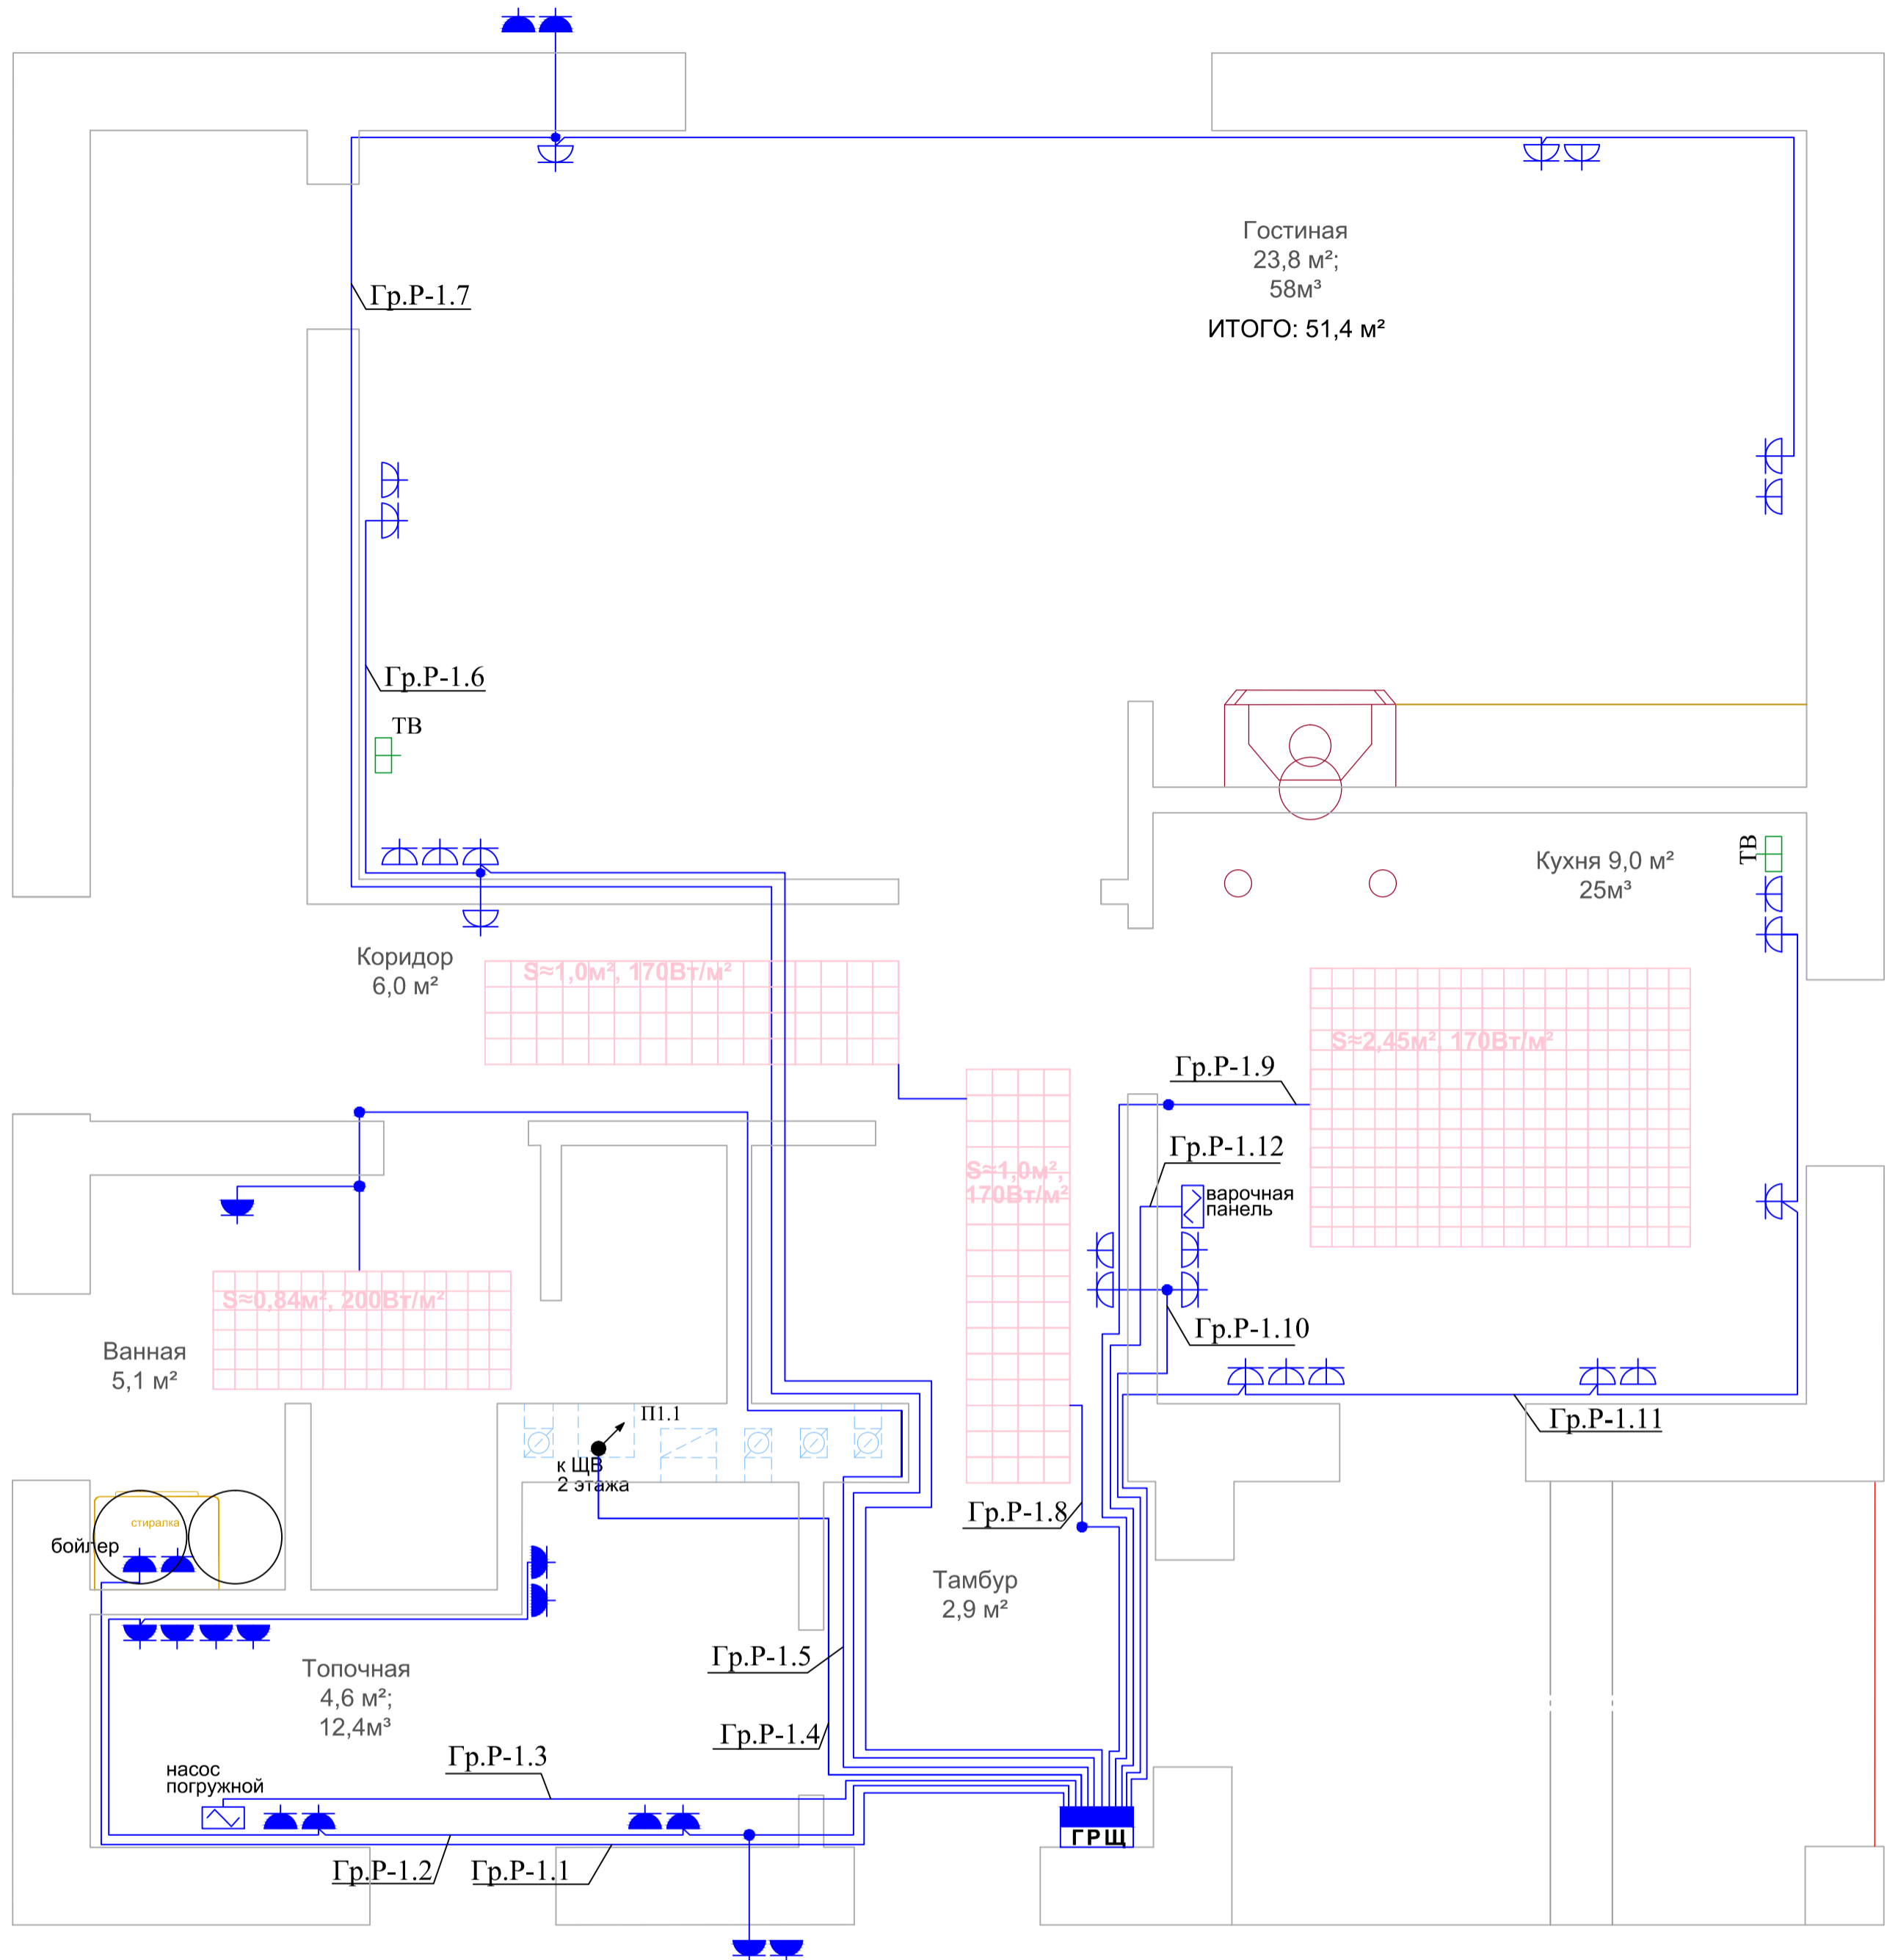 Гостиная
23,8 м²;
58м³
ИТОГО: 51,4 м²
Гр.Р-1.7
Гр.Р-1.6
ТВ
ТВ
Кухня 9,0 м²
25м³
Коридор
6,0 м²
S≈1,0м², 170Вт/м²
S≈2,45м², 170Вт/м²
Гр.Р-1.9
Гр.Р-1.12
S≈1,0м²,
170Вт/м²
варочная
панель
S≈0,84м², 200Вт/м²
Гр.Р-1.10
Ванная
5,1 м²
П1.1
Гр.Р-1.11
к ЩВ
2 этажа
Гр.Р-1.8
стиралка
бойлер
Тамбур
2,9 м²
Гр.Р-1.5
Топочная
4,6 м²;
12,4м³
Гр.Р-1.4
Гр.Р-1.3
насос
погружной
ГРЩ
Гр.Р-1.2
Гр.Р-1.1